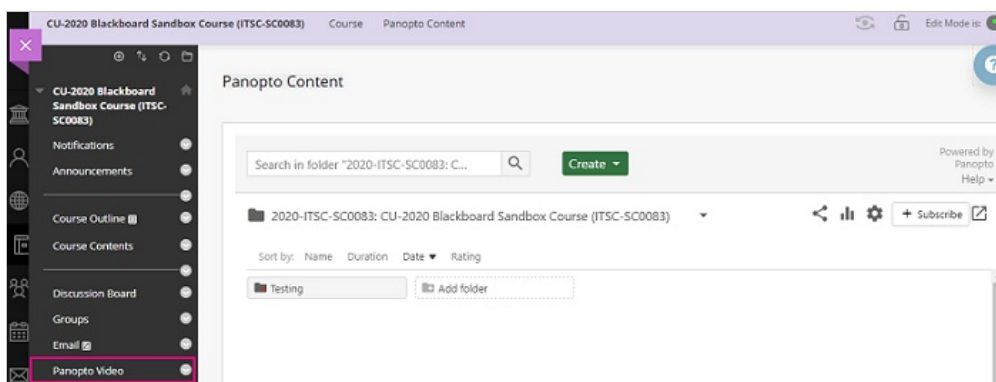 CU-2020 Blackboard Sandbox Course (ITSC-SC0083) Course Panopto Content Edit Mode is:
CU-2020 Blackboard
Sandbox Course (ITSC-
SC0083)
Notifications
Announcements
Course Outline
Course Contents
Discussion Board
Groups
Email
Panopto Video
Panopto Content
?
Search in folder "2020-ITSC-SC0083: C...
Create
Powered by
Panopto
Help
2020-ITSC-SC0083: CU-2020 Blackboard Sandbox Course (ITSC-SC0083)
+ Subscribe
Sort by: Name Duration Date Rating
Testing
Add folder